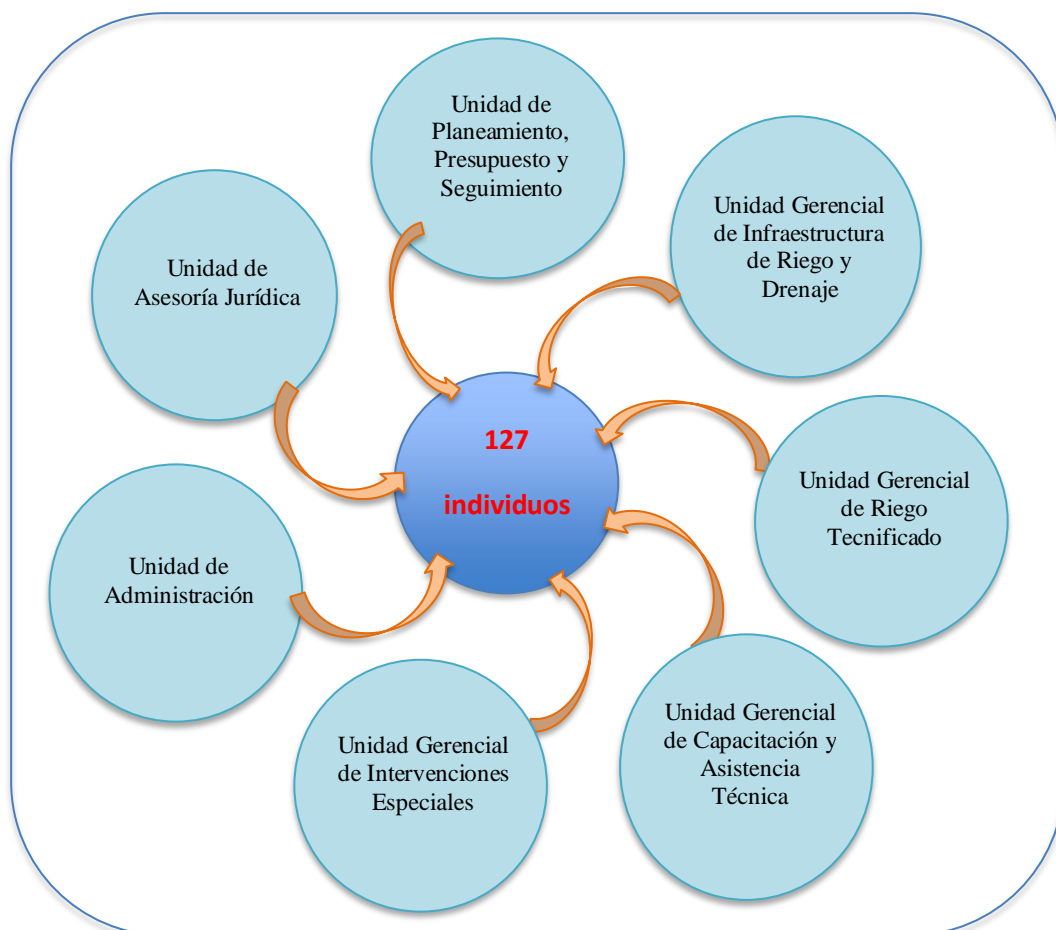 Unidad de
Planeamiento,
Presupuesto y
Seguimiento
Unidad Gerencial
de Infraestructura
de Riego y
Drenaje
Unidad de
Asesoría Jurídica
127
individuos
Unidad Gerencial
de Riego
Tecnificado
Unidad de
Administración
Unidad Gerencial
de Capacitación y
Asistencia
Técnica
Unidad Gerencial
de Intervenciones
Especiales